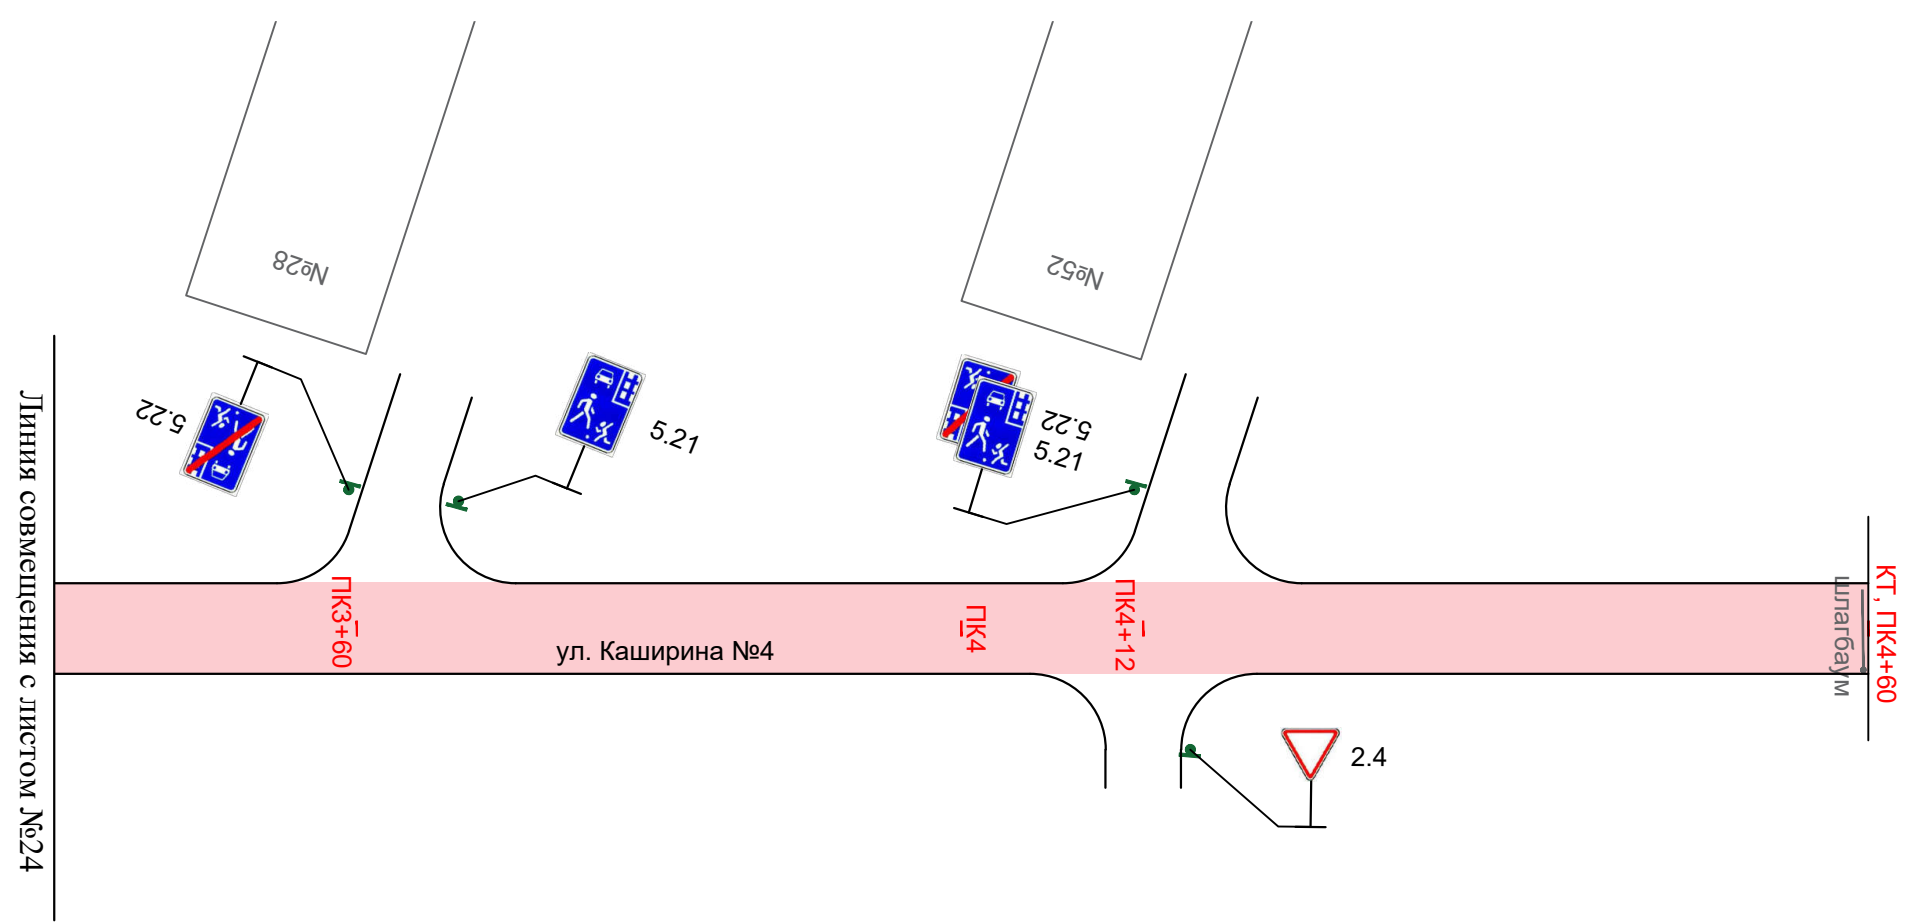 №28
№52
5.22
5.21
5.22
5.21
Линия совмещения с листом №24
ПК3+60
ул. Каширина №4
ПК4
ПК4+12
шлагбаум
КТ, ПК4+60
2.4